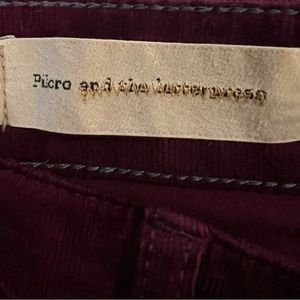 Pilcro and the Letterpress